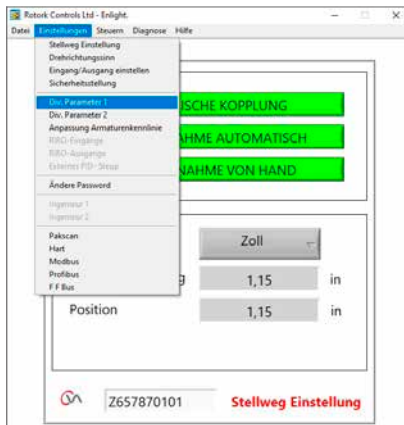 Rotork Controls Ltd - Enlight.
Datei Einstellungen Steuern Diagnose Hilfe
Stellweg Einstellung
Drehrichtungssinn
Eingang/Ausgang einstellen
Sicherheitsstellung
Div. Parameter 1
Div. Parameter 2
Anpassung Armaturenkennlinie
RIRO-Eingänge
RIRO-Ausgänge
Externes PID- Steup
Ändere Password
Ingenieur 1
Ingenieur 2
Pakscan
Hart
Modbus
Profibus
F F Bus
ISCHE KOPPLUNG
AHME AUTOMATISCH
NAHME VON HAND
Zoll
g 1,15 in
Position 1,15 in
Z657870101 Stellweg Einstellung